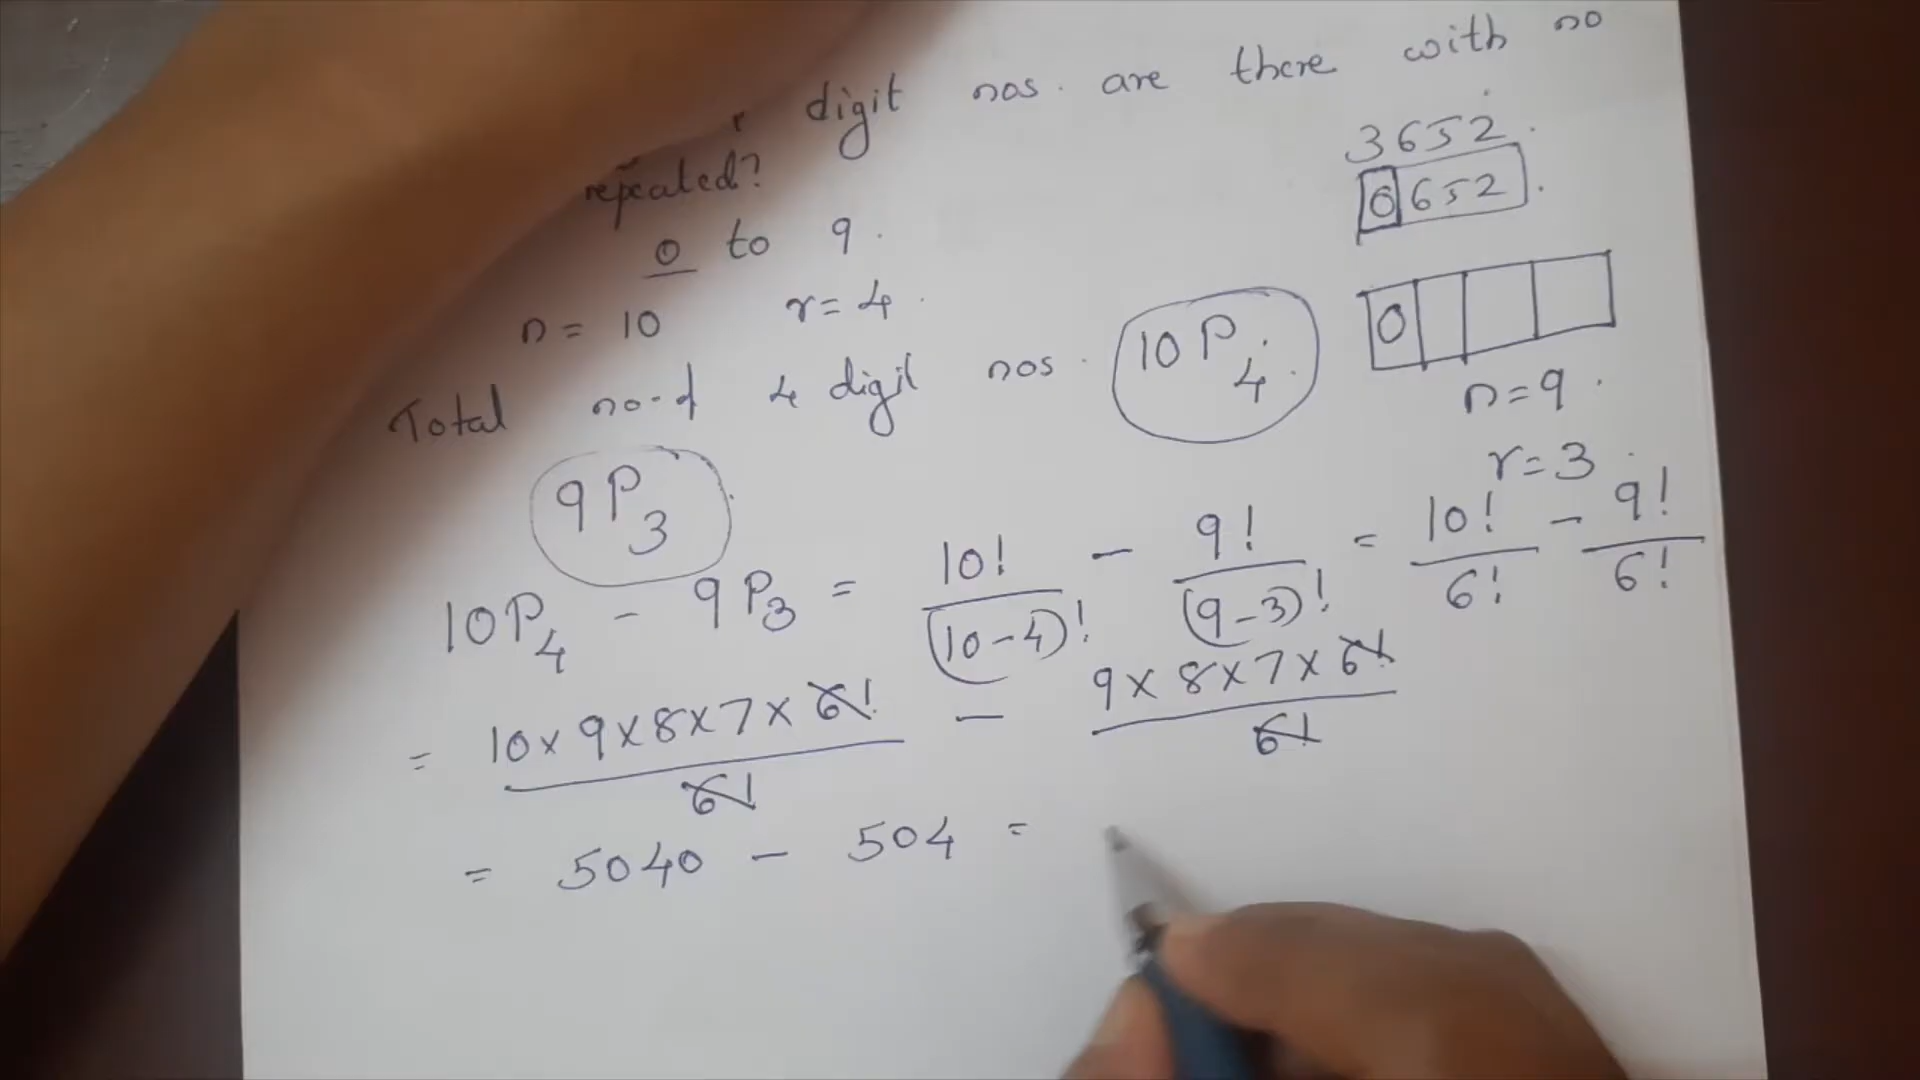 digit nos. are there with no
repeated?
3652.
0652.
0 to 9.
n = 10 r = 4.
0
Total no. of 4 digit nos. 10P4.
n = 9.
r = 3.
9P3
10P4 - 9P3 = 10!/(10-4)! - 9!/(9-3)! = 10!/6! - 9!/6!
= 10 x 9 x 8 x 7 x 6!/6! - 9 x 8 x 7 x 6!/6!
= 5040 - 504 =